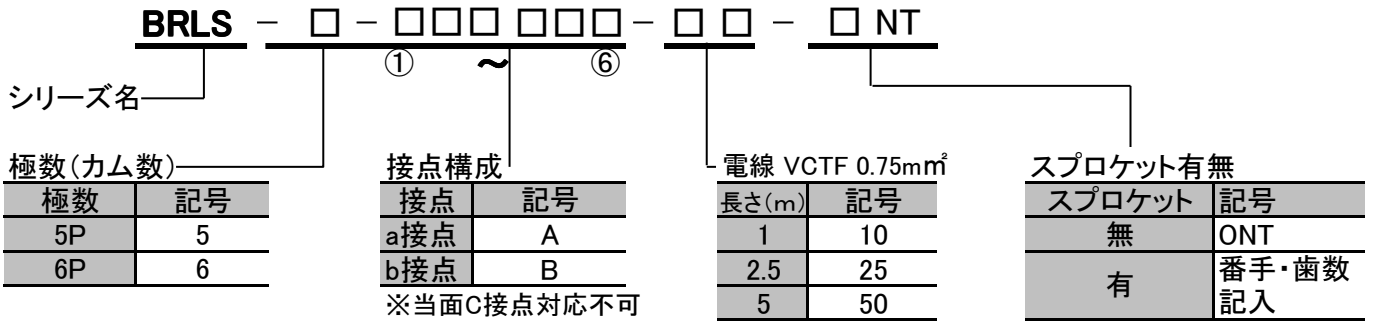 BRLS － □ － □□□ □□□ － □ □ － □ NT
① ～ ⑥
シリーズ名
極数（カム数）
極数 記号
5P 5
6P 6
接点構成
接点 記号
a接点 A
b接点 B
※当面C接点対応不可
電線 VCTF 0.75m㎡
長さ（m） 記号
1 10
2.5 25
5 50
スプロケット有無
スプロケット 記号
無 ONT
有 番手・歯数
記入